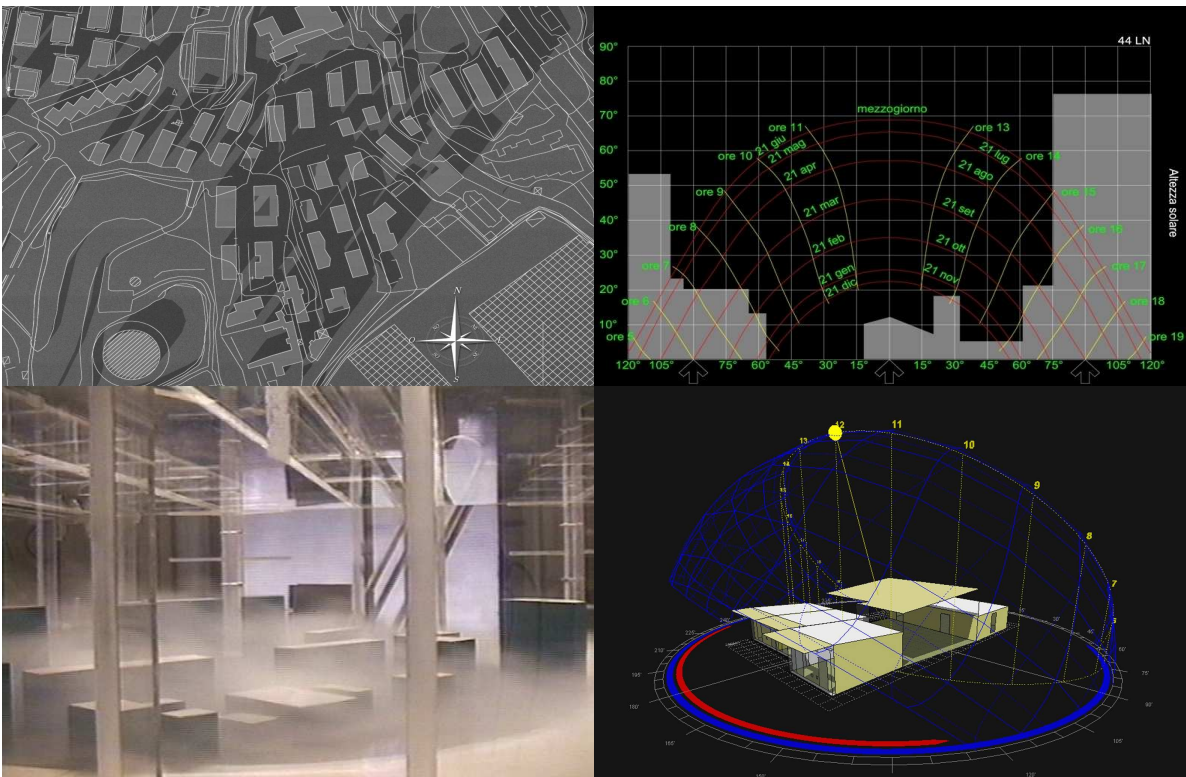 N
O
S
44 LN
90°
80°
mezzogiorno
70°
ore 11
ore 13
21 giu
21 lug
ore 10
ore 14
60°
21 mag
21 apr
21 ago
50°
ore 9
ore 15
21 mar
21 set
40°
ore 8
ore 16
21 feb
21 ott
30°
ore 7
ore 17
21 gen
21 nov
21 dic
20°
ore 6
ore 18
10°
ore 5
ore 19
120° 105° 75° 60° 45° 30° 15° 0° 15° 30° 45° 60° 75° 105° 120°
Altezza solare
12
11
13
10
9
8
7